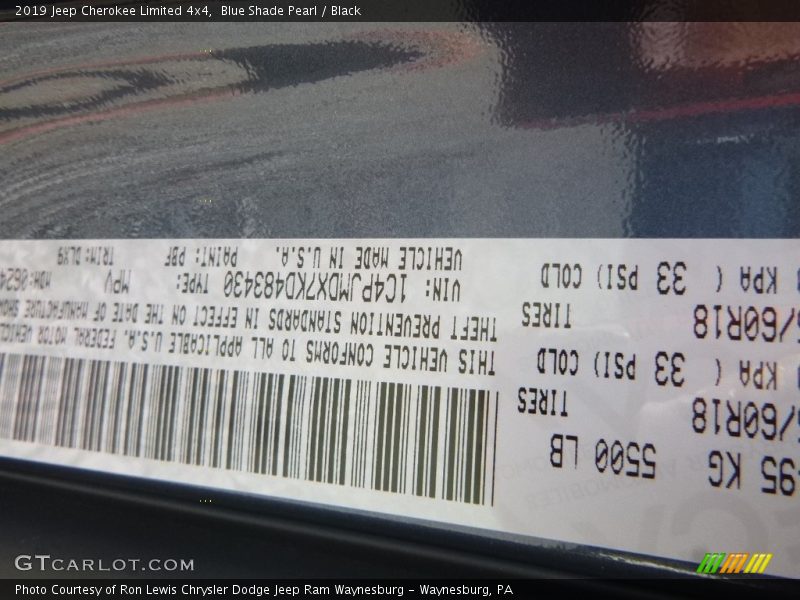 2019 Jeep Cherokee Limited 4x4,  Blue Shade Pearl / Black
95 KG 5500 LB
/60R18 TIRES
KPA ( 33 PSI) COLD
/60R18 TIRES
KPA ( 33 PSI) COLD
THIS VEHICLE CONFORMS TO ALL APPLICABLE U.S.A. FEDERAL MOTOR VEHICLE
THEFT PREVENTION STANDARDS IN EFFECT ON THE DATE OF MANUFACTURE SHOWN
VIN: 1C4PJMDX7KD483430 TYPE: MPV MDH:0624
VEHICLE MADE IN U.S.A. PAINT: PBF TRIM: DLX9
GTCARLOT.COM
Photo Courtesy of Ron Lewis Chrysler Dodge Jeep Ram Waynesburg - Waynesburg, PA